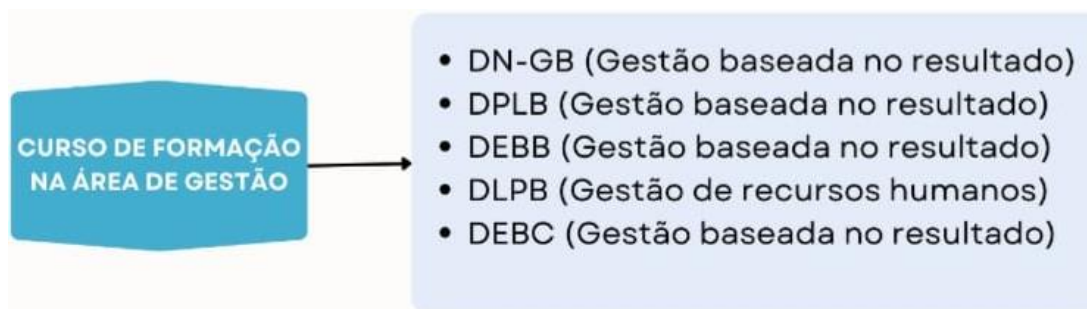 CURSO DE FORMAÇÃO
NA ÁREA DE GESTÃO
• DN-GB (Gestão baseada no resultado)
• DPLB (Gestão baseada no resultado)
• DEBB (Gestão baseada no resultado)
• DLPB (Gestão de recursos humanos)
• DEBC (Gestão baseada no resultado)